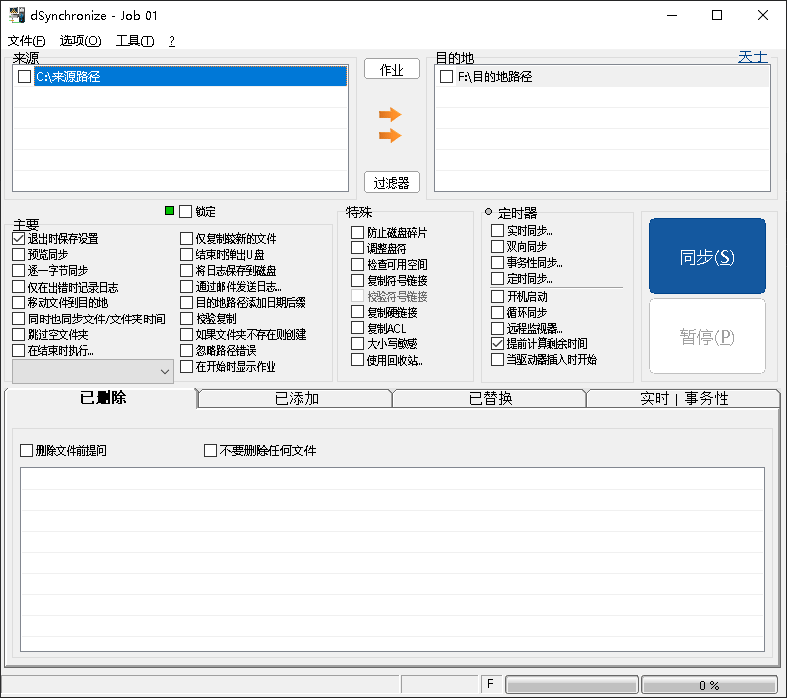 dSynchronize - Job 01
文件(F) 选项(O) 工具(T) ?
来源
目的地
天士
C:\来源路径
作业
F:\目的地路径
过滤器
锁定
主要
退出时保存设置
预览同步
逐一字节同步
仅在出错时记录日志
移动文件到目的地
同时也同步文件/文件夹时间
跳过空文件夹
在结束时执行...
仅复制较新的文件
结束时弹出U盘
将日志保存到磁盘
通过邮件发送日志...
目的地路径添加日期后缀
校验复制
如果文件夹不存在则创建
忽略路径错误
在开始时显示作业
特殊
防止磁盘碎片
调整盘符
检查可用空间
复制符号链接
校验符号链接
复制硬链接
复制ACL
大小写敏感
使用回收站...
定时器
实时同步...
双向同步
事务性同步...
定时同步...
开机启动
循环同步
远程监视器...
提前计算剩余时间
当驱动器插入时开始
同步(S)
暂停(P)
已删除
已添加
已替换
实时 | 事务性
删除文件前提问
不要删除任何文件
F
0 %